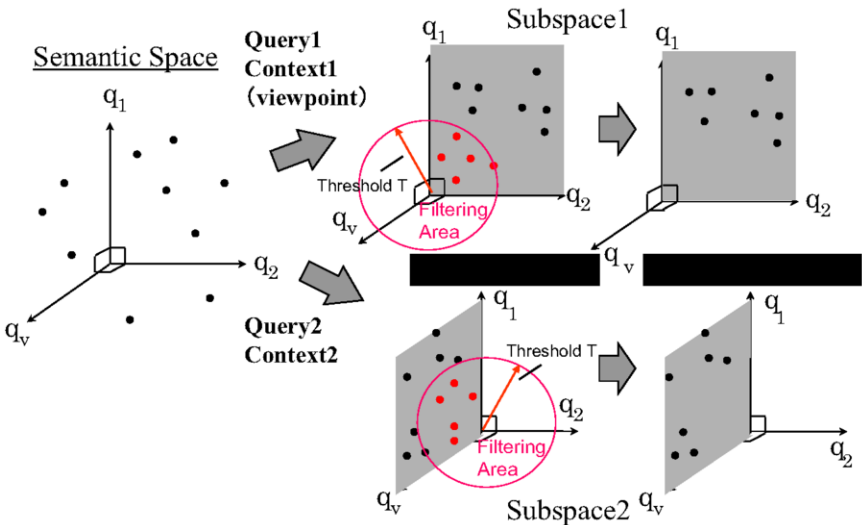 Semantic Space
q1
q2
qv
Query1
Context1
(viewpoint)
Subspace1
q1
Threshold T
Filtering
Area
q2
qv
q1
q2
qv
Query2
Context2
q1
Threshold T
q2
Filtering
Area
qv
Subspace2
q1
q2
qv